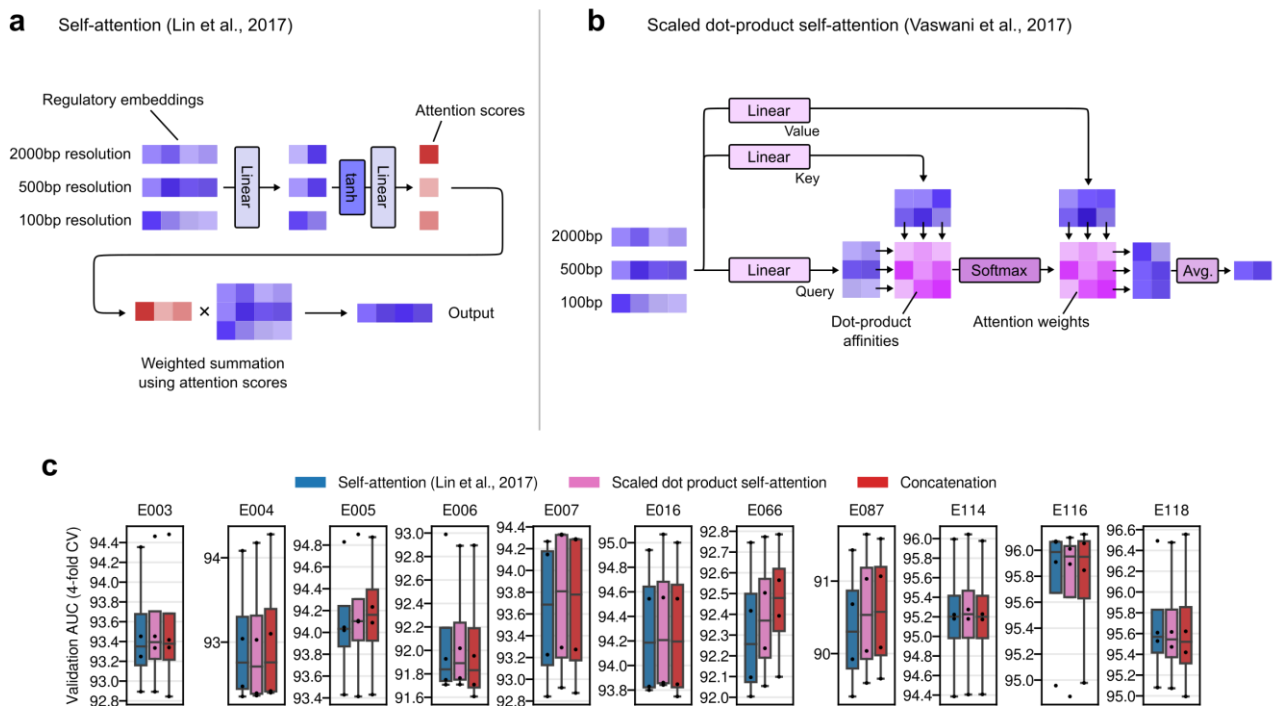 a Self-attention (Lin et al., 2017)
Regulatory embeddings
Attention scores
2000bp resolution
500bp resolution
100bp resolution
Linear
tanh
Linear
×
Output
Weighted summation
using attention scores
b Scaled dot-product self-attention (Vaswani et al., 2017)
Linear
Value
Linear
Key
2000bp
500bp
100bp
Linear
Query
Softmax
Avg.
Dot-product
affinities
Attention weights
c
Self-attention (Lin et al., 2017) Scaled dot product self-attention Concatenation
Validation AUC (4-fold CV)
E003
94.4
94.2
94.0
93.8
93.6
93.4
93.2
93.0
92.8
E004
94
93
E005
94.8
94.6
94.4
94.2
94.0
93.8
93.6
93.4
E006
93.0
92.8
92.6
92.4
92.2
92.0
91.8
91.6
E007
94.4
94.2
94.0
93.8
93.6
93.4
93.2
93.0
92.8
E016
95.0
94.8
94.6
94.4
94.2
94.0
93.8
E066
92.8
92.7
92.6
92.5
92.4
92.3
92.2
92.1
92.0
E087
91
90
E114
96.0
95.8
95.6
95.4
95.2
95.0
94.8
94.6
94.4
E116
96.0
95.8
95.6
95.4
95.2
95.0
E118
96.6
96.4
96.2
96.0
95.8
95.6
95.4
95.2
95.0